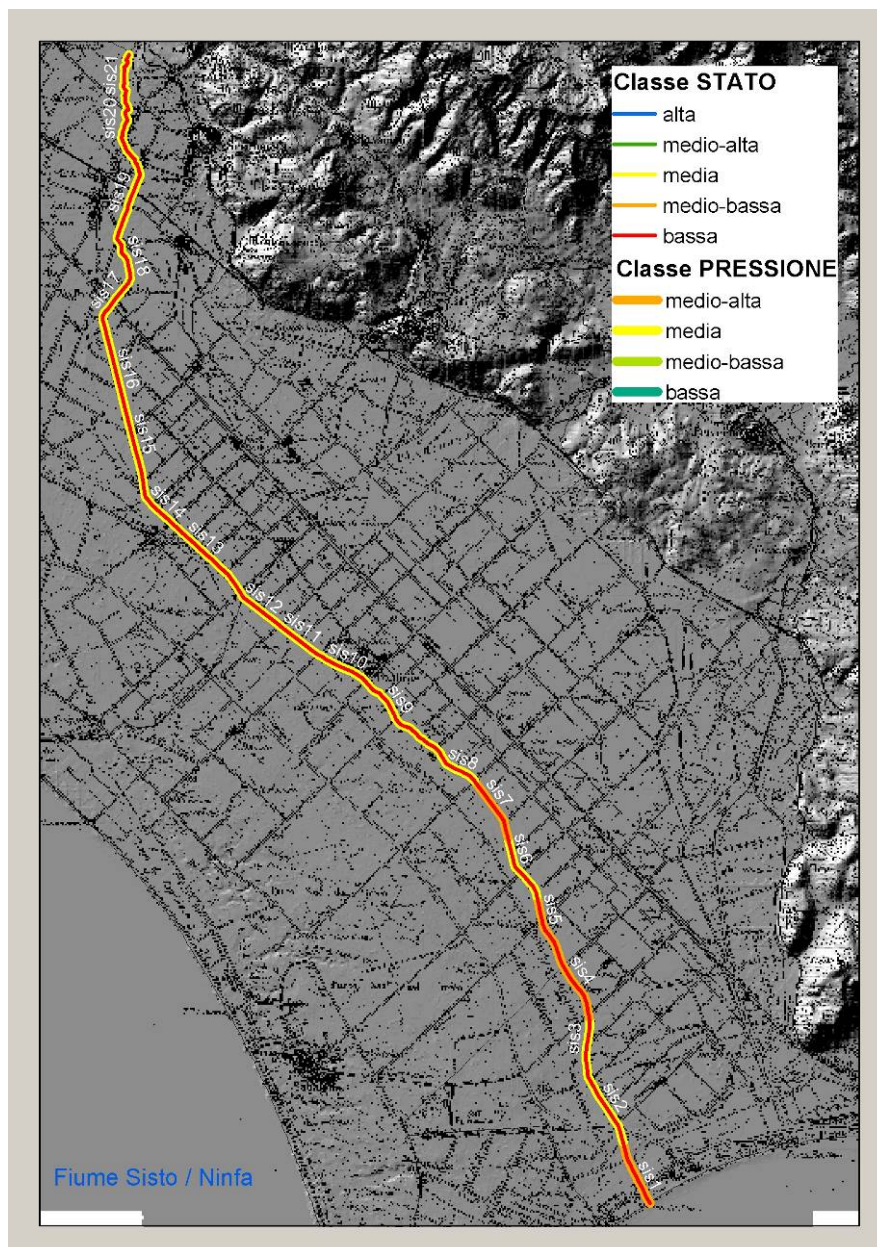 Classe STATO
alta
medio-alta
media
medio-bassa
bassa
Classe PRESSIONE
medio-alta
media
medio-bassa
bassa
sis21
sis20
sis19
sis18
sis17
sis16
sis15
sis14
sis13
sis12
sis11
sis10
sis9
sis8
sis7
sis6
sis5
sis4
sis3
sis2
sis1
Fiume Sisto / Ninfa